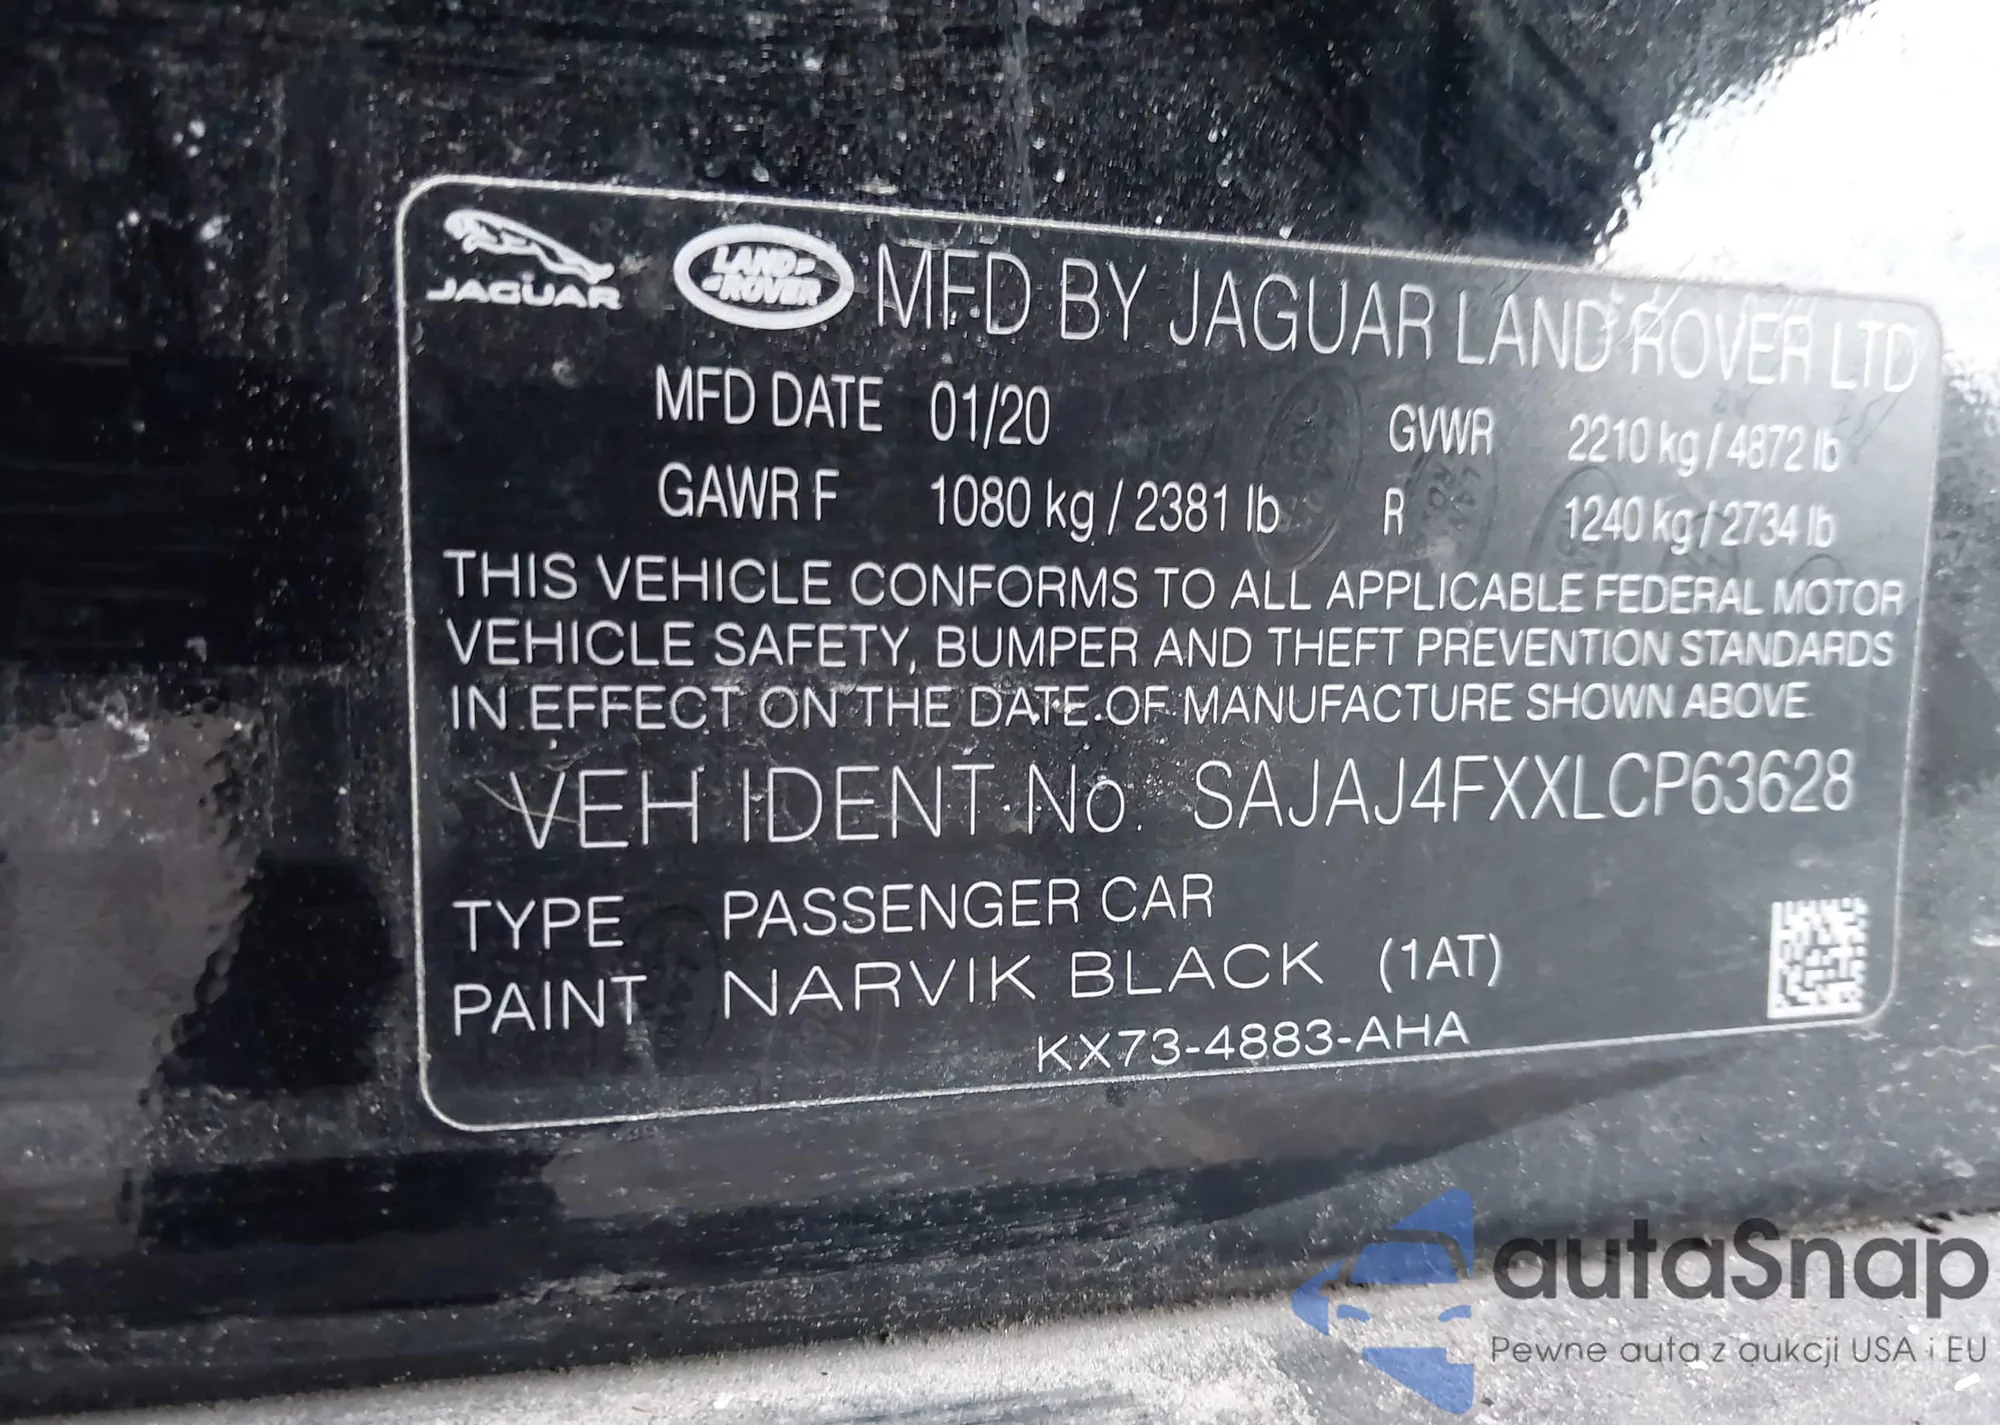 JAGUAR LAND ROVER MFD BY JAGUAR LAND ROVER LTD
MFD DATE 01/20 GVWR 2210 kg / 4872 lb
GAWR F 1080 kg / 2381 lb R 1240 kg / 2734 lb
THIS VEHICLE CONFORMS TO ALL APPLICABLE FEDERAL MOTOR
VEHICLE SAFETY, BUMPER AND THEFT PREVENTION STANDARDS
IN EFFECT ON THE DATE OF MANUFACTURE SHOWN ABOVE
VEH IDENT No. SAJAJ4FXXLCP63628
TYPE PASSENGER CAR
PAINT NARVIK BLACK (1AT)
KX73-4883-AHA
autaSnap
Pewne auta z aukcji USA i EU